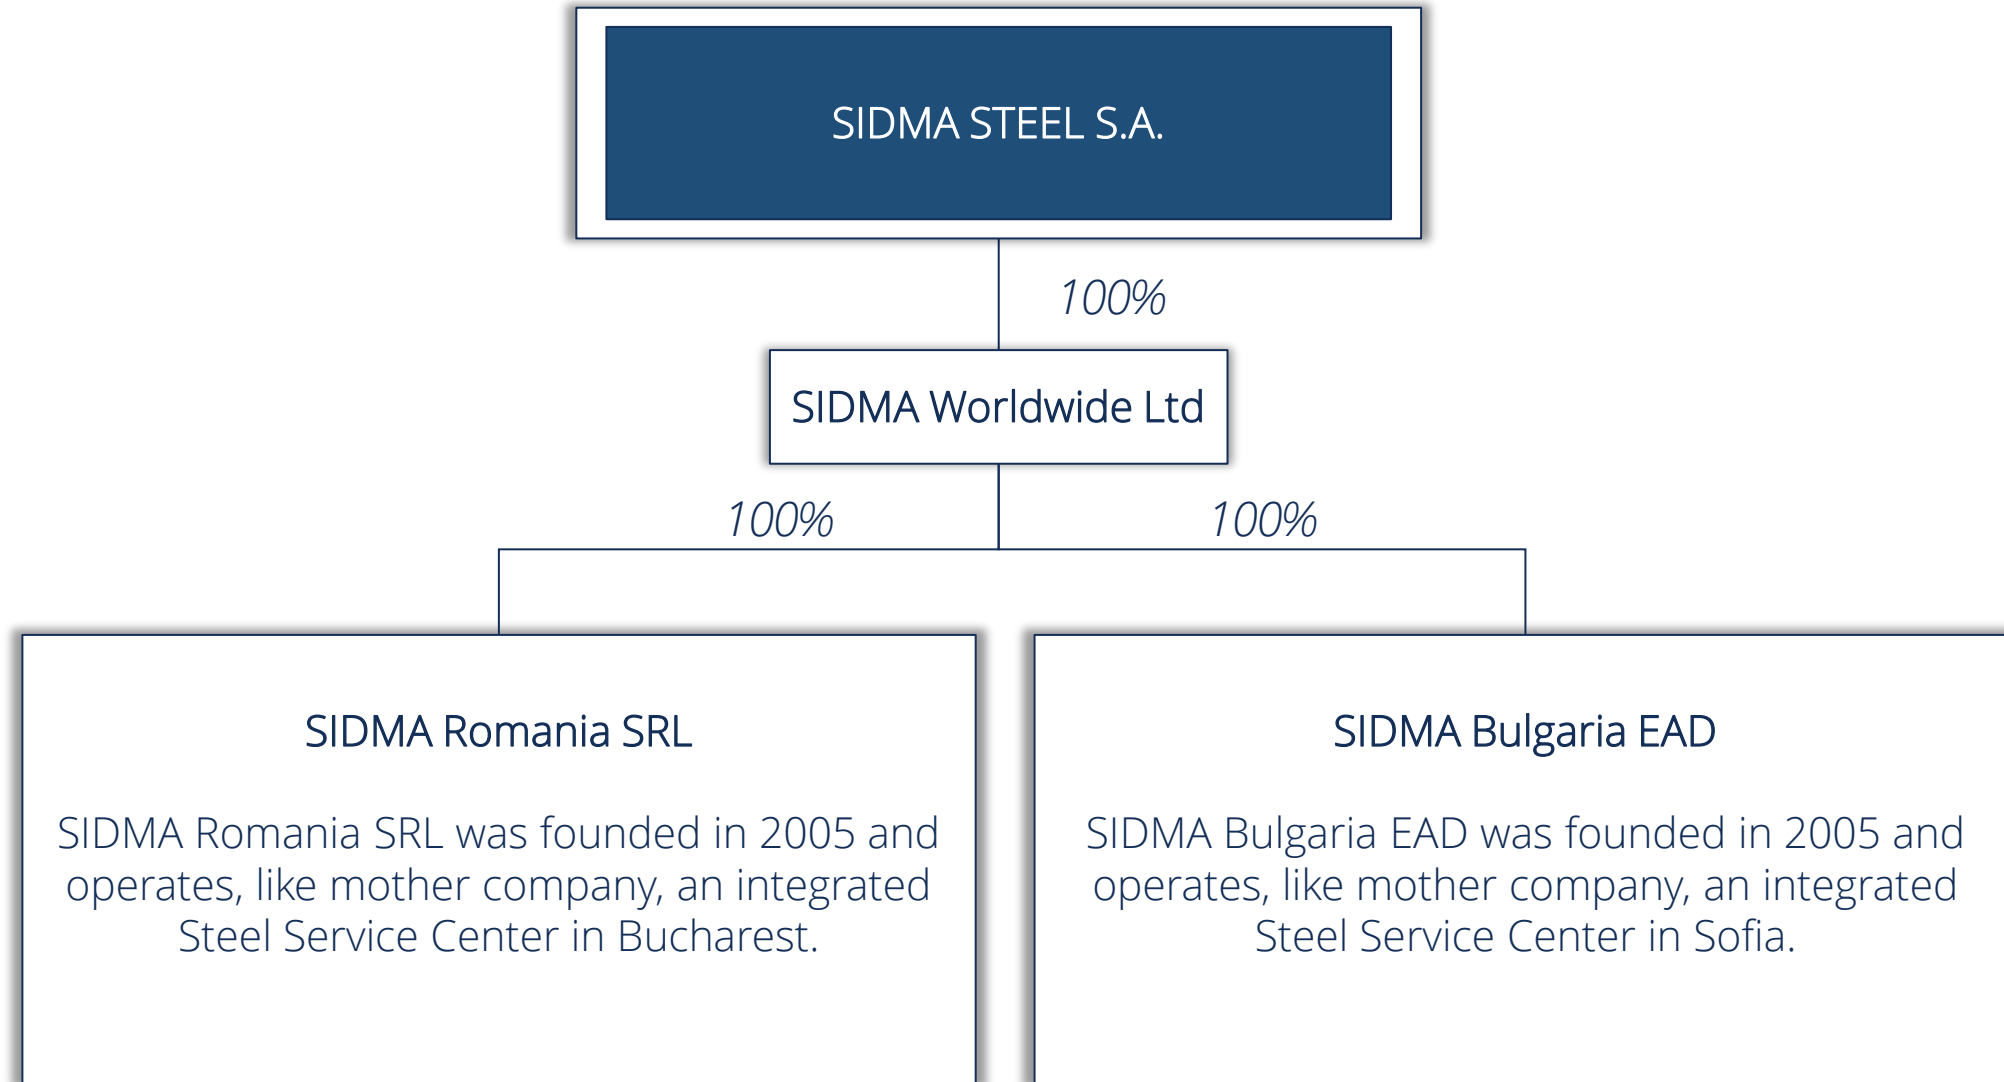 SIDMA STEEL S.A.
100%
SIDMA Worldwide Ltd
100%
100%
SIDMA Romania SRL
SIDMA Romania SRL was founded in 2005 and
operates, like mother company, an integrated
Steel Service Center in Bucharest.
SIDMA Bulgaria EAD
SIDMA Bulgaria EAD was founded in 2005 and
operates, like mother company, an integrated
Steel Service Center in Sofia.